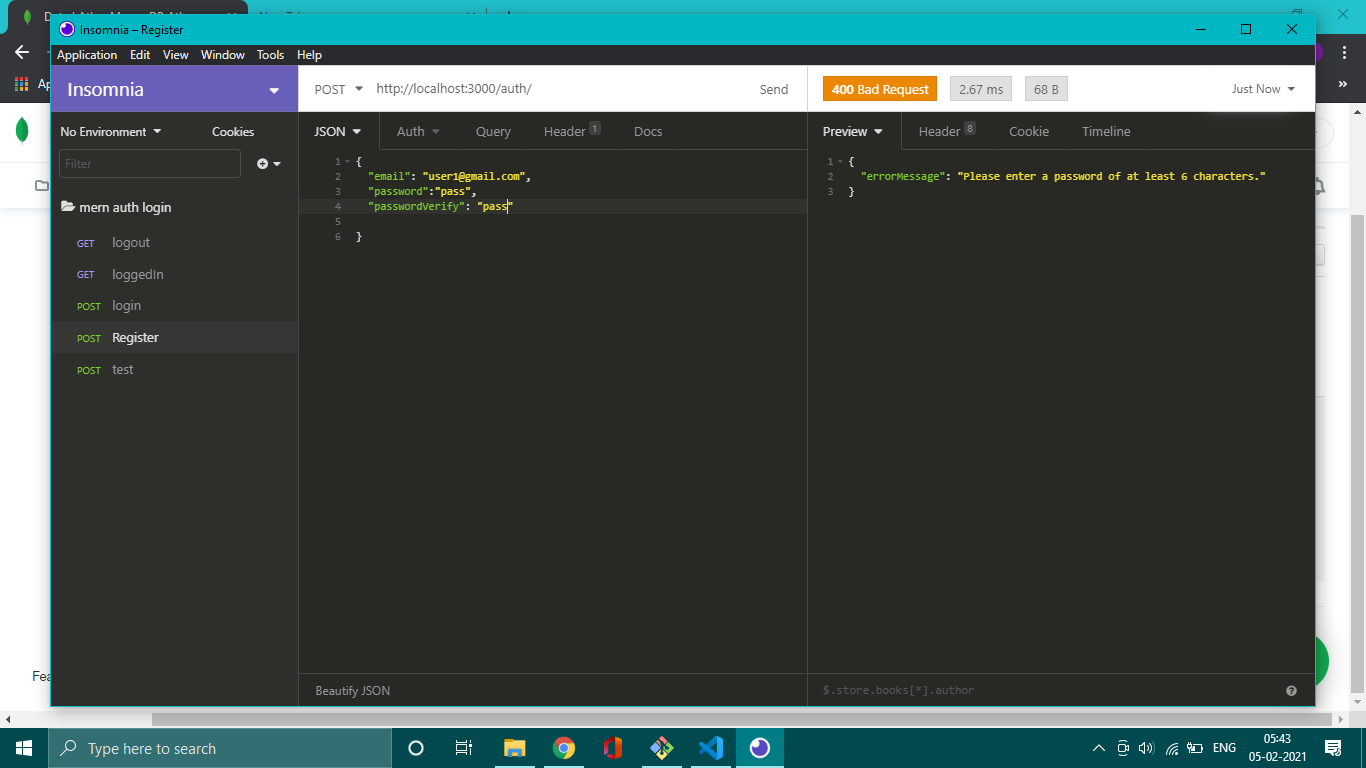 Insomnia – Register
Application Edit View Window Tools Help
Insomnia
POST http://localhost:3000/auth/ Send
400 Bad Request 2.67 ms 68 B Just Now
No Environment Cookies
JSON Auth Query Header 1 Docs
Preview Header 8 Cookie Timeline
Filter
mern auth login
GET logout
GET loggedIn
POST login
POST Register
POST test
1 {
2 "email": "user1@gmail.com",
3 "password":"pass",
4 "passwordVerify": "pass"
5
6 }
1 {
2 "errorMessage": "Please enter a password of at least 6 characters."
3 }
Beautify JSON
$.store.books[*].author
Fea
Type here to search
ENG
05:43
05-02-2021